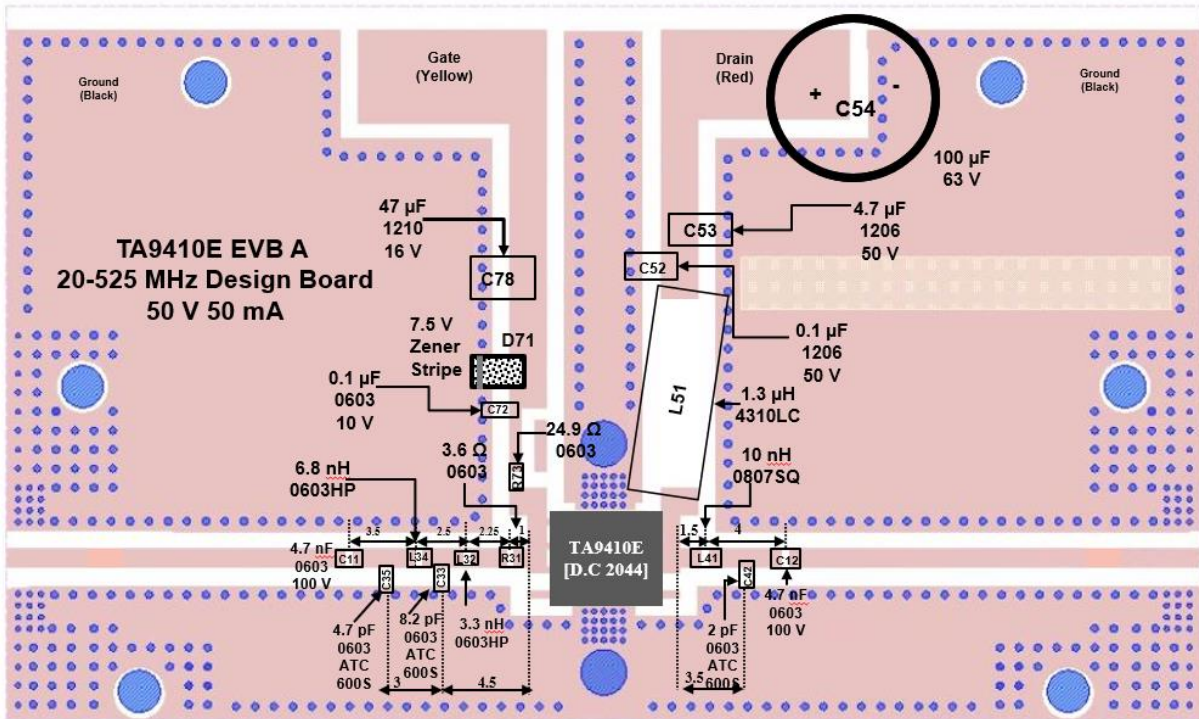 Ground
(Black)
Gate
(Yellow)
Drain
(Red)
Ground
(Black)
+
-
C54
100 µF
63 V
TA9410E EVB A
20-525 MHz Design Board
50 V 50 mA
47 µF
1210
16 V
C78
C53
4.7 µF
1206
50 V
C52
0.1 µF
1206
50 V
7.5 V
Zener
Stripe
D71
0.1 µF
0603
10 V
C72
L51
1.3 µH
4310LC
24.9 Ω
0603
3.6 Ω
0603
R73
10 nH
0807SQ
6.8 nH
0603HP
3.5
2.5
2.25
1
1.5
4
4.7 nF
0603
100 V
C11
L34
L32
R31
TA9410E
[D.C 2044]
L41
C12
C35
C33
C42
4.7 pF
0603
ATC
600S
8.2 pF
0603
ATC
600S
3.3 nH
0603HP
2 pF
0603
ATC
600S
4.7 nF
0603
100 V
3
4.5
3.5